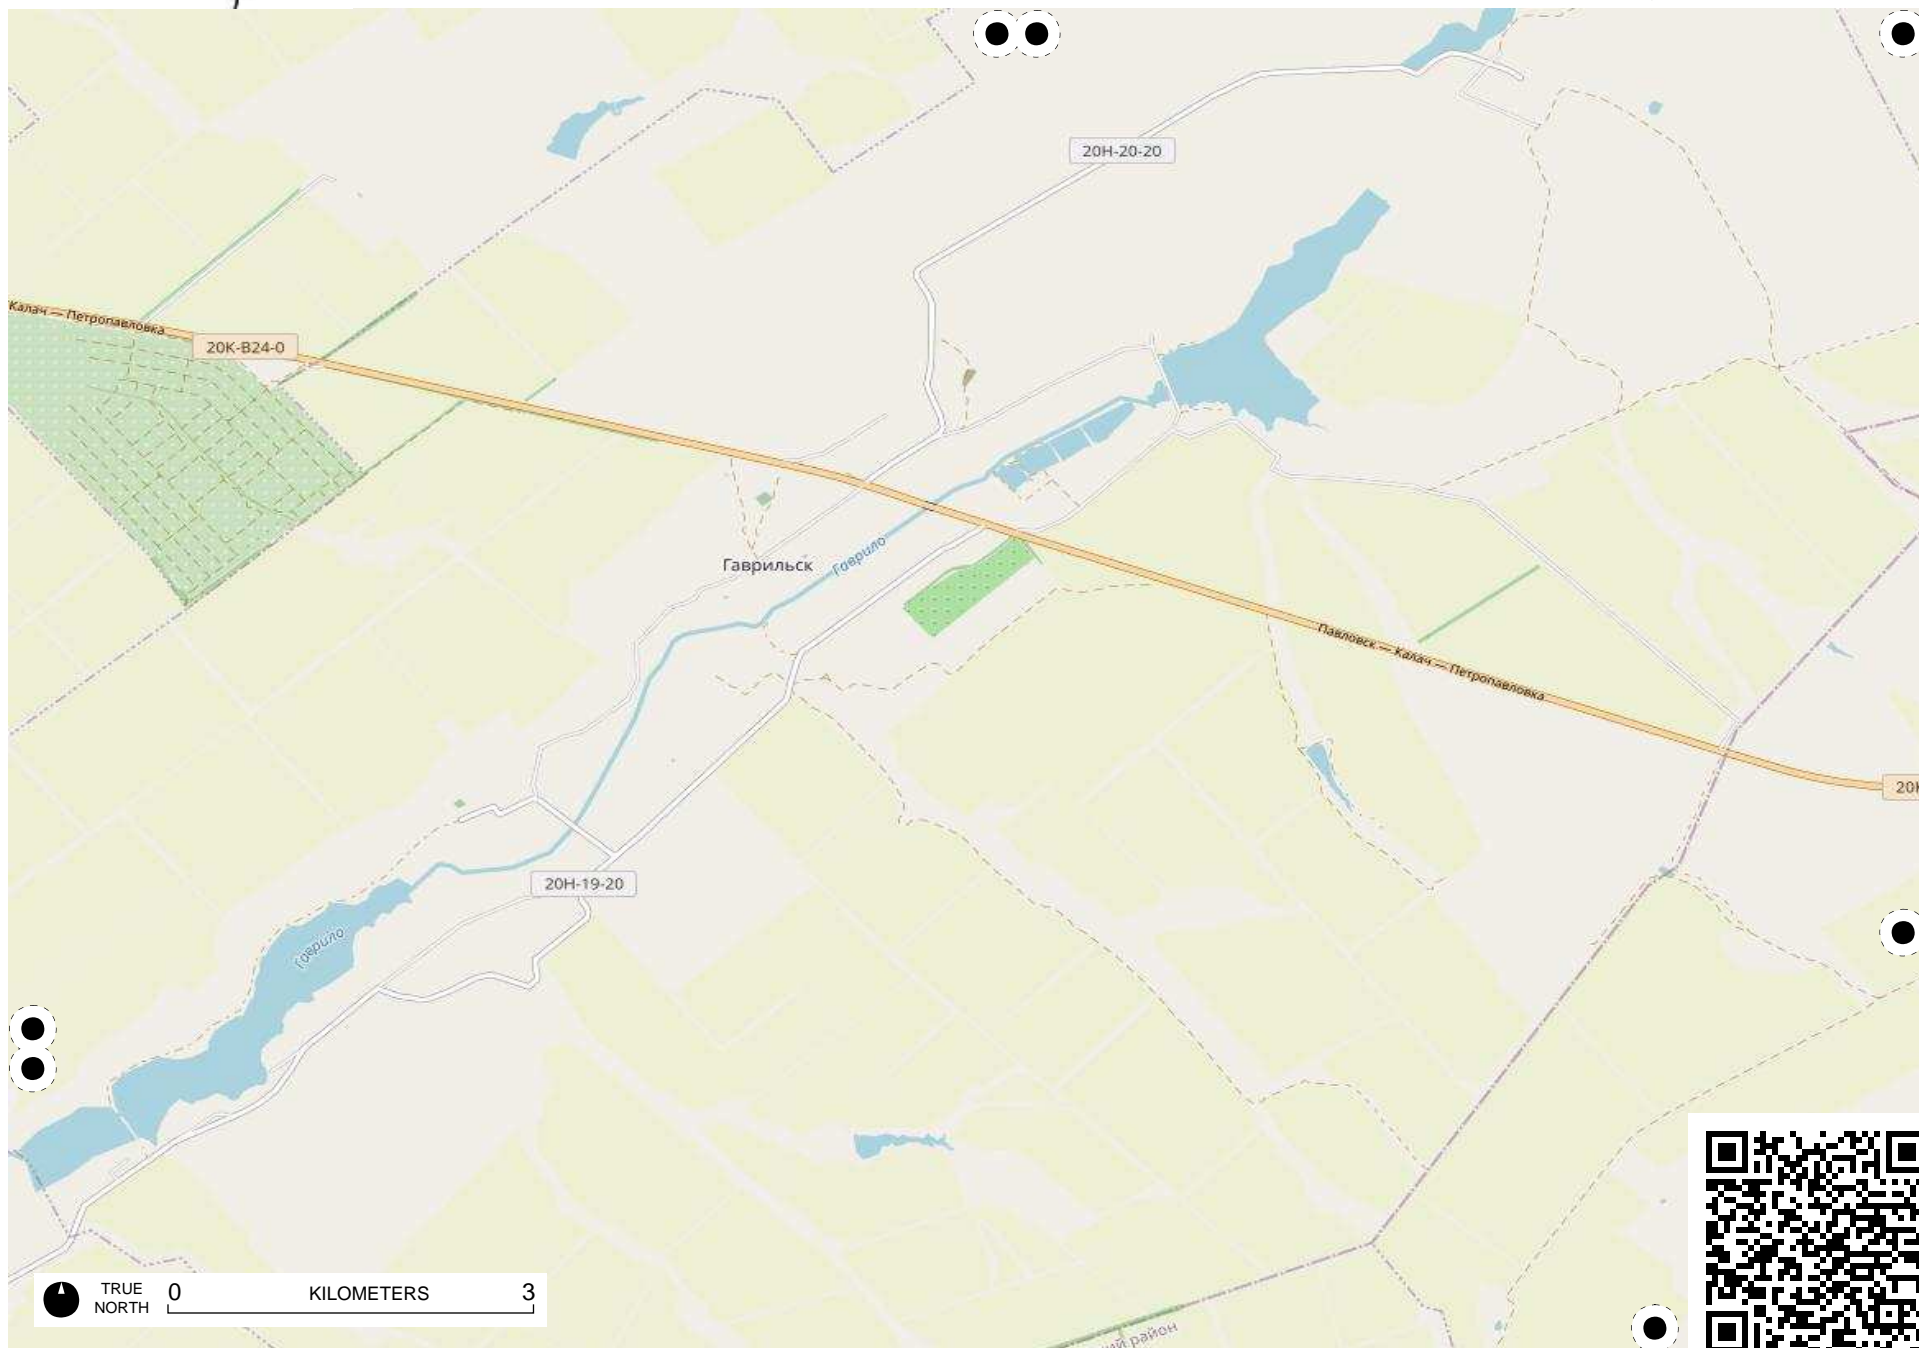 20Н-20-20
Калач — Петропавловка
20К-В24-0
Гаврильск
Гаврило
Павловск — Калач — Петропавловка
20Н-19-20
Гаврило
TRUE
NORTH
0 KILOMETERS 3
район